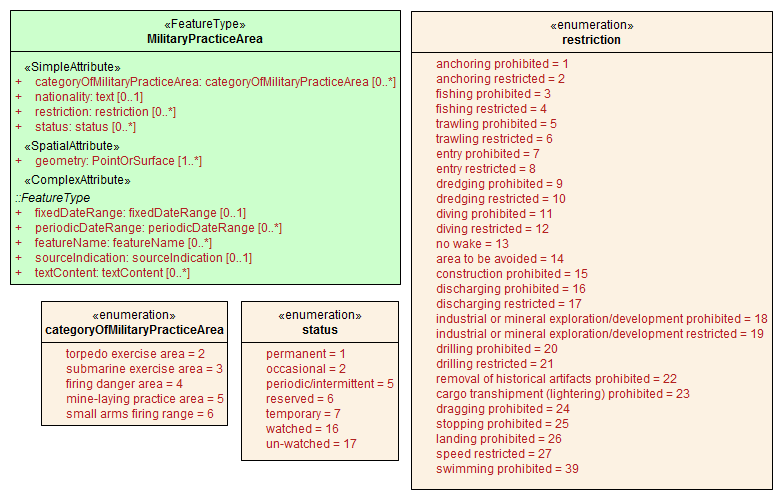 «FeatureType»
MilitaryPracticeArea
«SimpleAttribute»
+ categoryOfMilitaryPracticeArea: categoryOfMilitaryPracticeArea [0..*]
+ nationality: text [0..1]
+ restriction: restriction [0..*]
+ status: status [0..*]
«SpatialAttribute»
+ geometry: PointOrSurface [1..*]
«ComplexAttribute»
::FeatureType
+ fixedDateRange: fixedDateRange [0..1]
+ periodicDateRange: periodicDateRange [0..*]
+ featureName: featureName [0..*]
+ sourceIndication: sourceIndication [0..1]
+ textContent: textContent [0..*]
«enumeration»
categoryOfMilitaryPracticeArea
torpedo exercise area = 2
submarine exercise area = 3
firing danger area = 4
mine-laying practice area = 5
small arms firing range = 6
«enumeration»
status
permanent = 1
occasional = 2
periodic/intermittent = 5
reserved = 6
temporary = 7
watched = 16
un-watched = 17
«enumeration»
restriction
anchoring prohibited = 1
anchoring restricted = 2
fishing prohibited = 3
fishing restricted = 4
trawling prohibited = 5
trawling restricted = 6
entry prohibited = 7
entry restricted = 8
dredging prohibited = 9
dredging restricted = 10
diving prohibited = 11
diving restricted = 12
no wake = 13
area to be avoided = 14
construction prohibited = 15
discharging prohibited = 16
discharging restricted = 17
industrial or mineral exploration/development prohibited = 18
industrial or mineral exploration/development restricted = 19
drilling prohibited = 20
drilling restricted = 21
removal of historical artifacts prohibited = 22
cargo transhipment (lightering) prohibited = 23
dragging prohibited = 24
stopping prohibited = 25
landing prohibited = 26
speed restricted = 27
swimming prohibited = 39